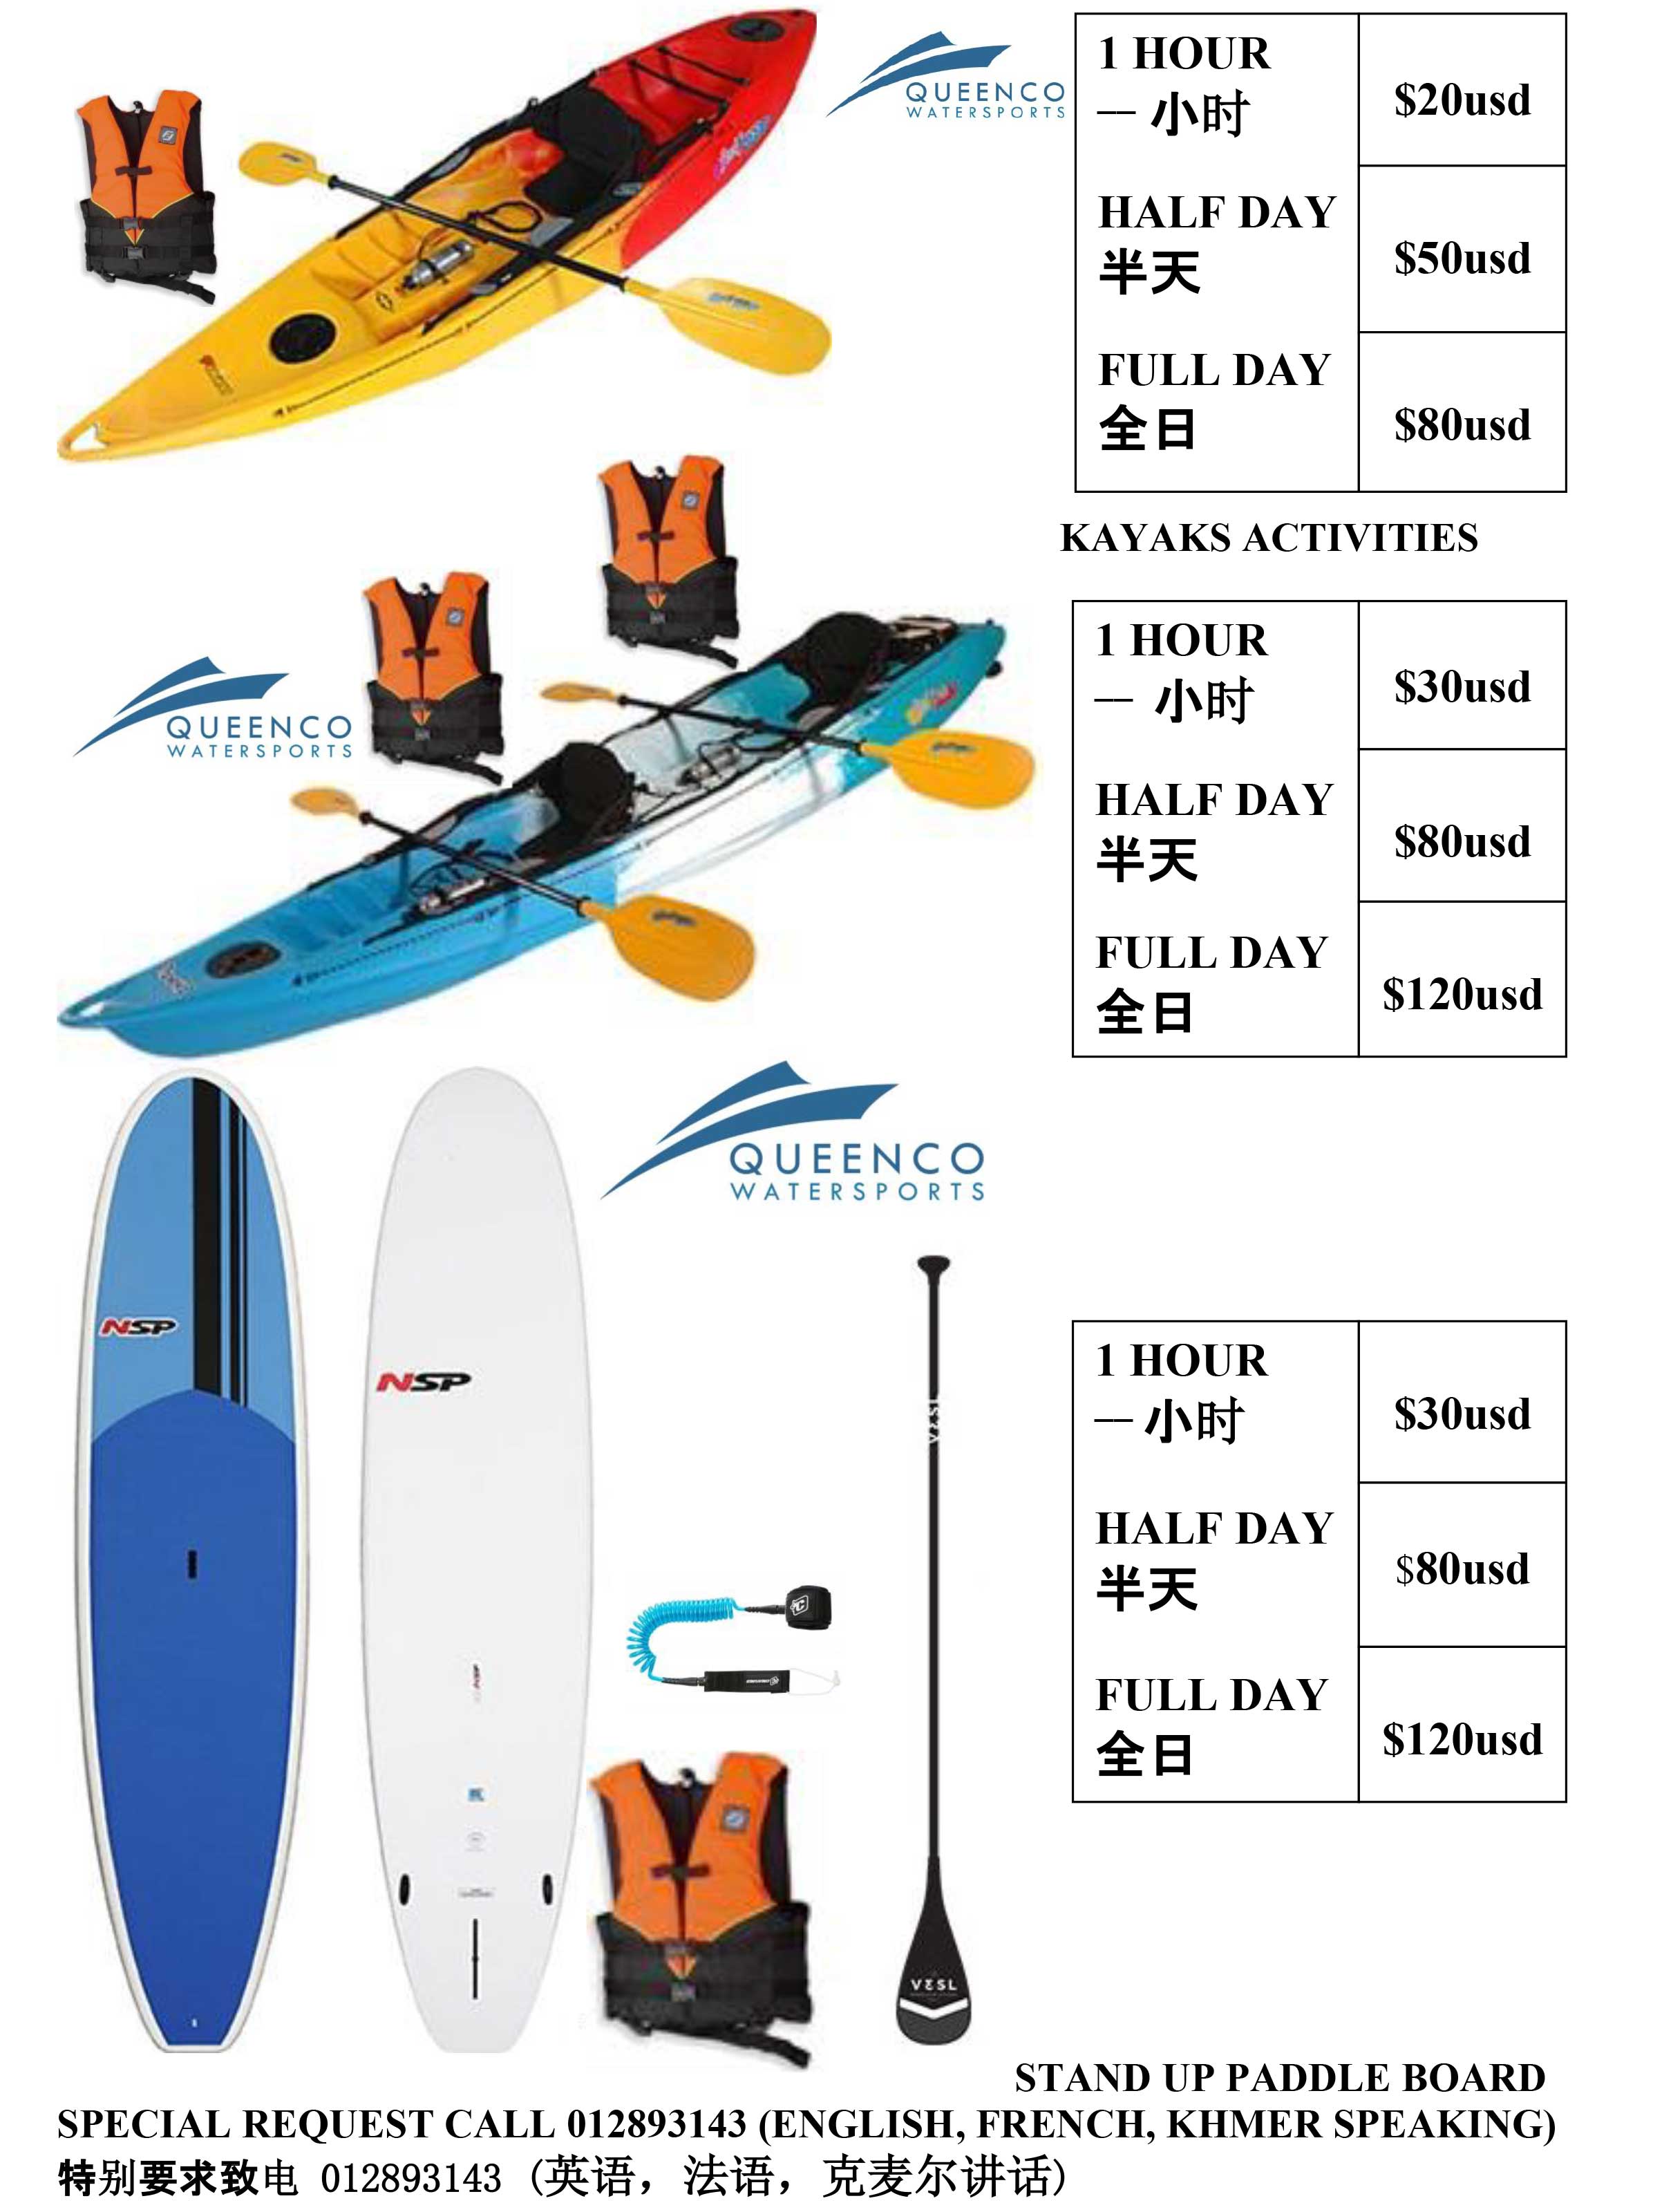 QUEENCO
WATERSPORTS
1 HOUR
一 小时
$20usd
HALF DAY
半天
$50usd
FULL DAY
全日
$80usd
KAYAKS ACTIVITIES
QUEENCO
WATERSPORTS
1 HOUR
一 小时
$30usd
HALF DAY
半天
$80usd
FULL DAY
全日
$120usd
QUEENCO
WATERSPORTS
NSP
NSP
VESL
NSP
VESL
1 HOUR
一 小时
$30usd
HALF DAY
半天
$80usd
FULL DAY
全日
$120usd
STAND UP PADDLE BOARD
SPECIAL REQUEST CALL 012893143 (ENGLISH, FRENCH, KHMER SPEAKING)
特别要求致电 012893143 (英语，法语，克麦尔讲话)